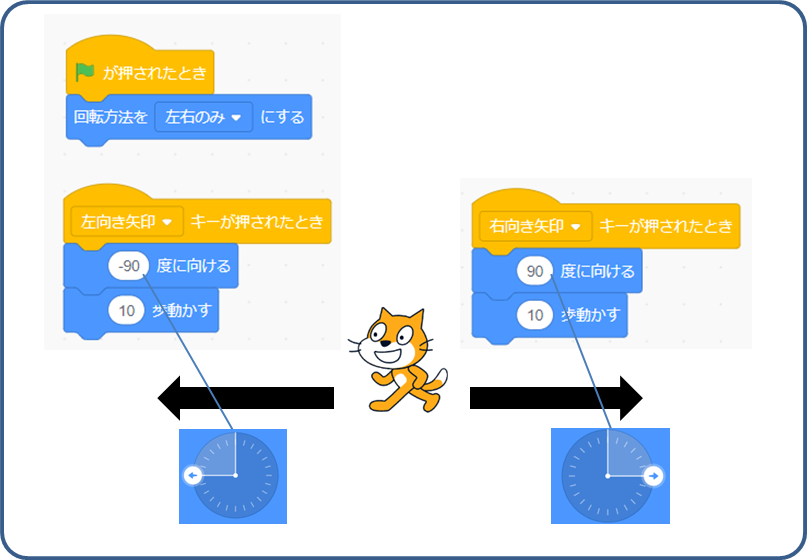 が押されたとき
回転方法を 左右のみ にする
左向き矢印 キーが押されたとき
-90 度に向ける
10 歩動かす
右向き矢印 キーが押されたとき
90 度に向ける
10 歩動かす